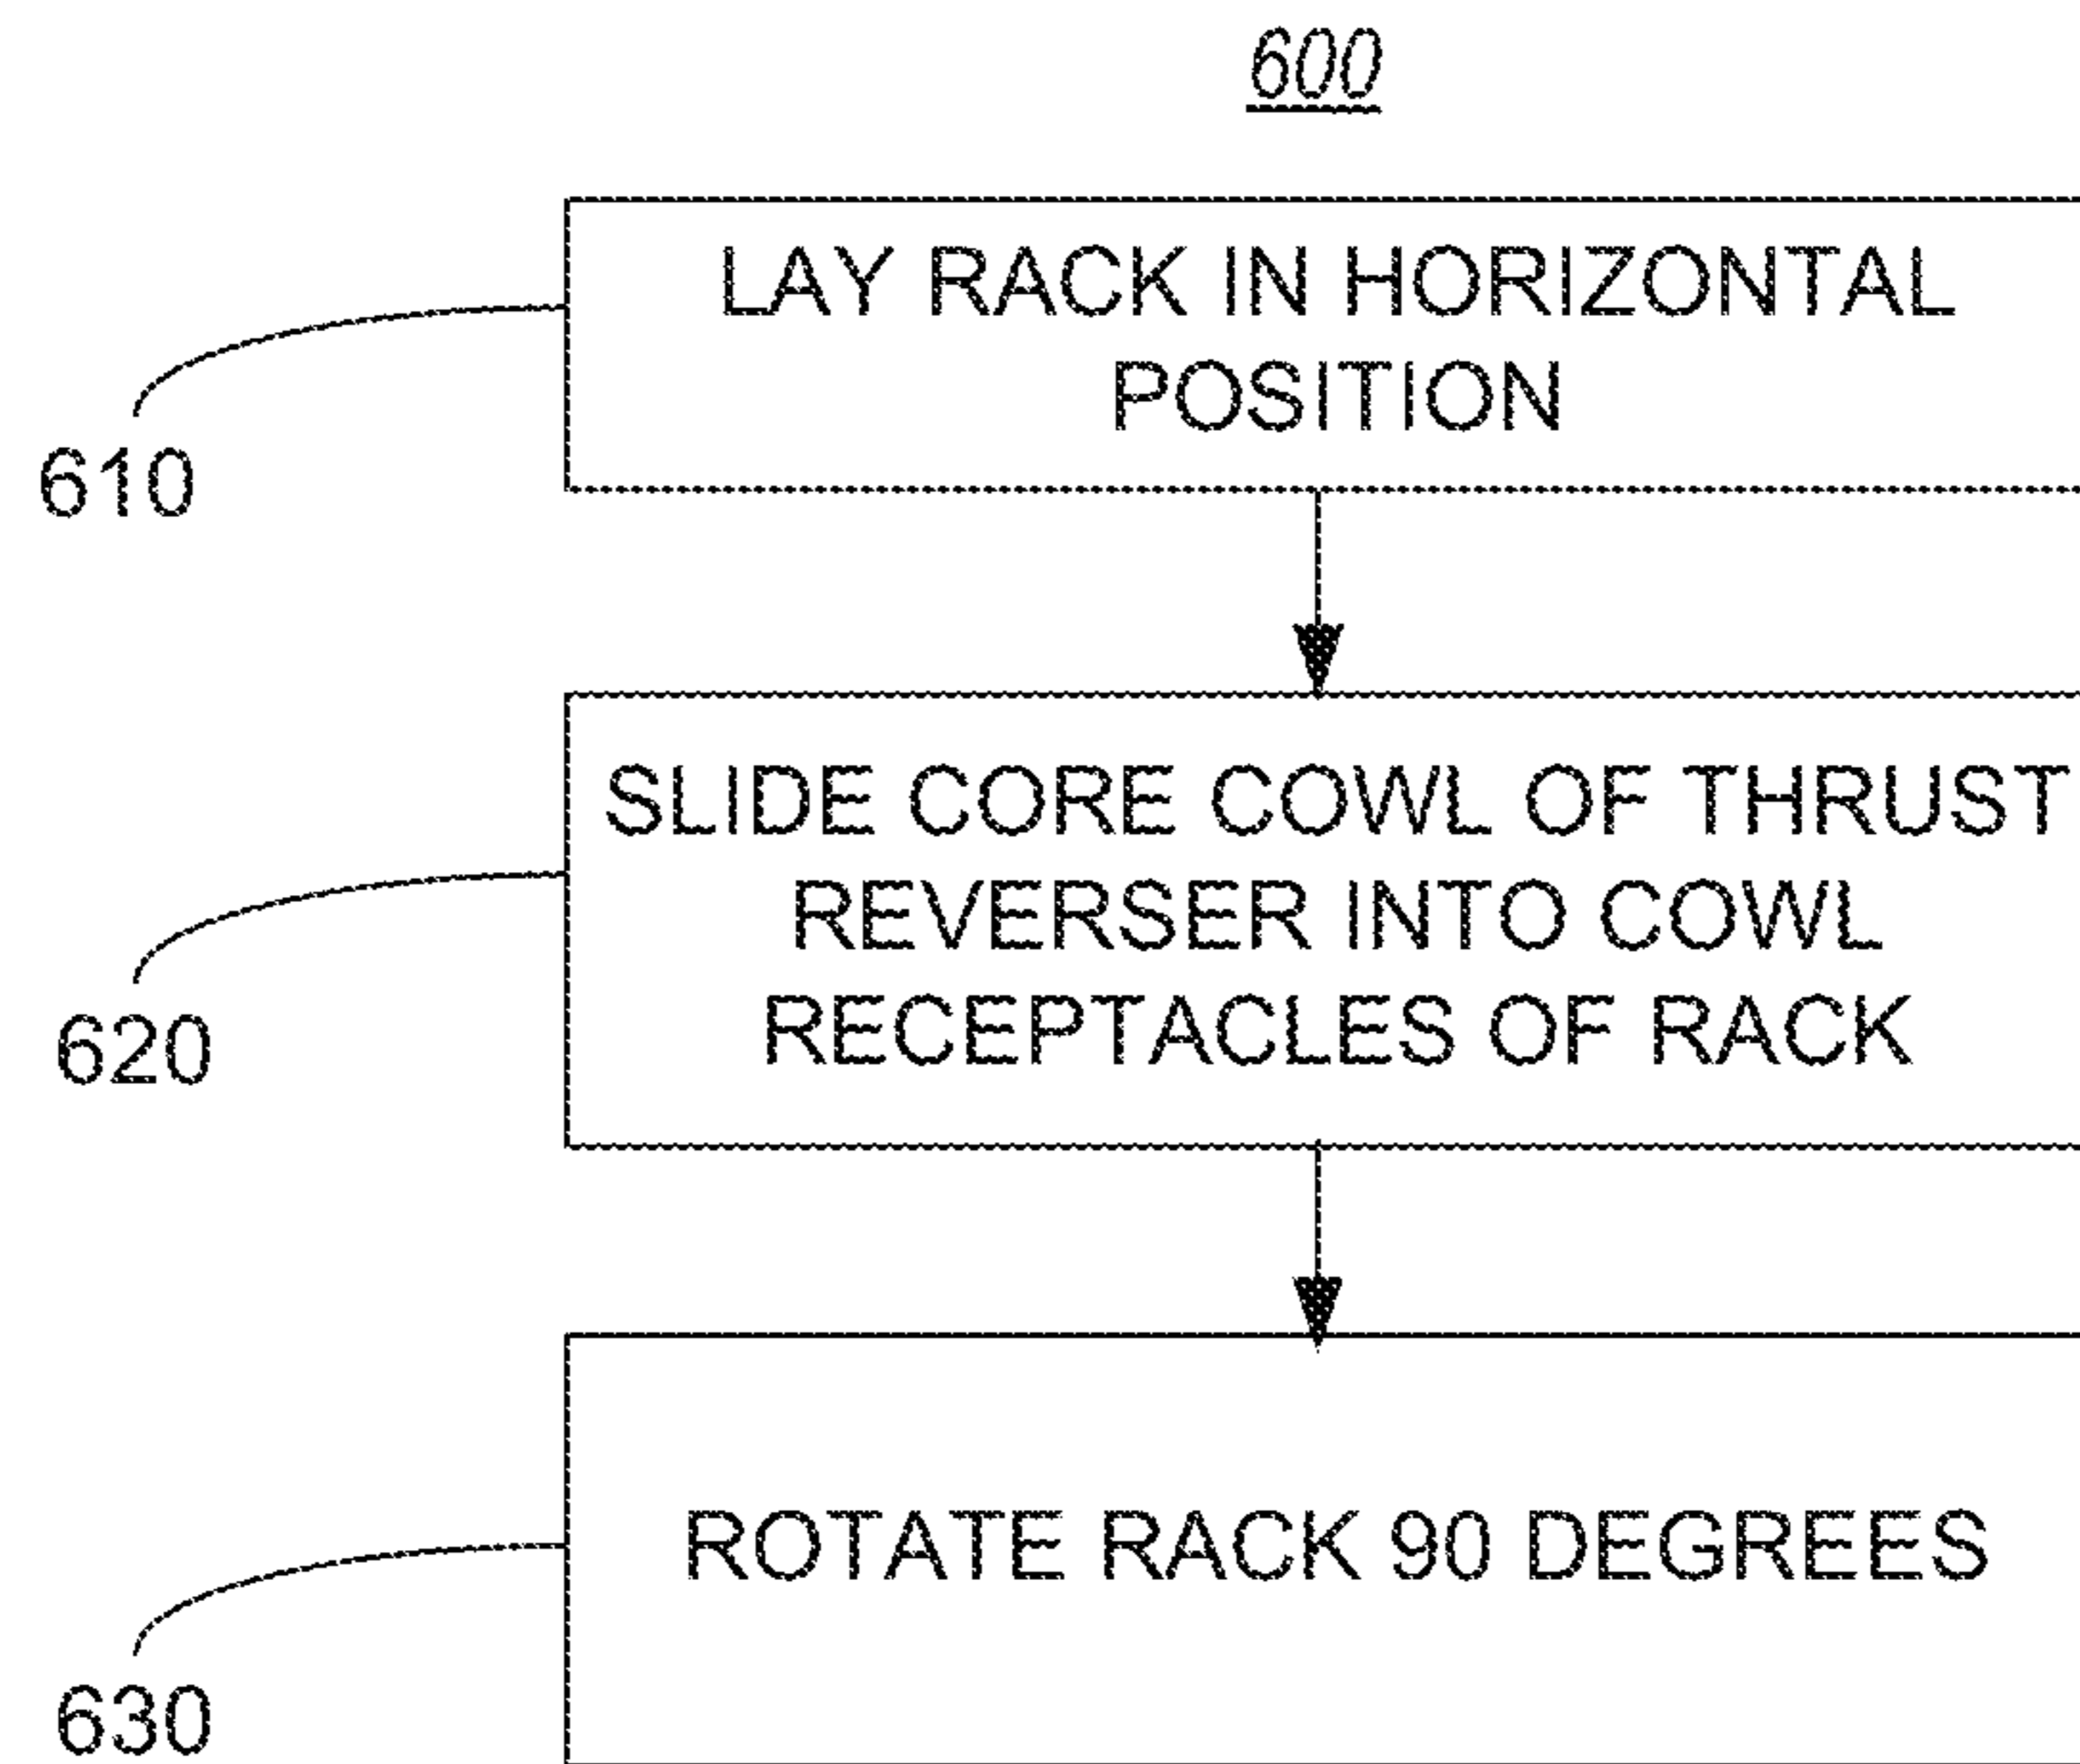 600
LAY RACK IN HORIZONTAL
POSITION
610
SLIDE CORE COWL OF THRUST
REVERSER INTO COWL
RECEPTACLES OF RACK
620
ROTATE RACK 90 DEGREES
630